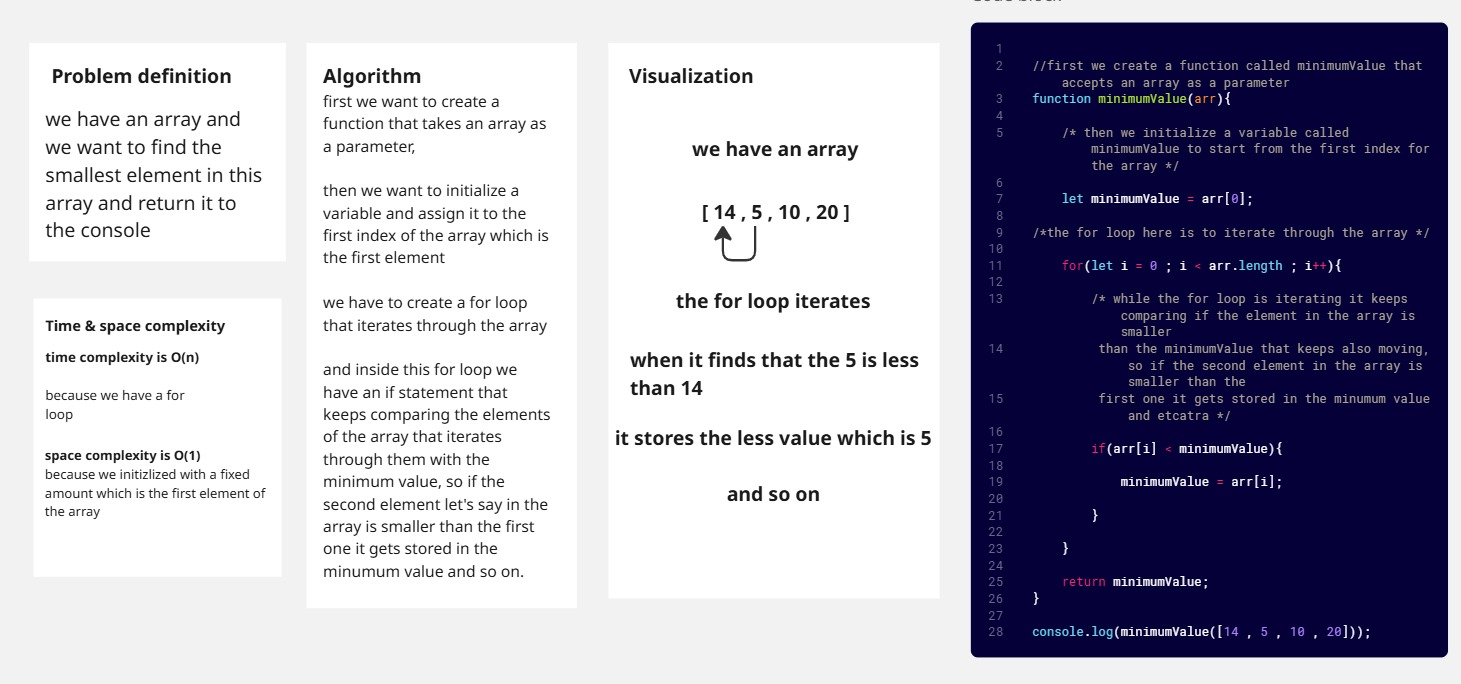 Problem definition
we have an array and
we want to find the
smallest element in this
array and return it to
the console
Time & space complexity
time complexity is O(n)
because we have a for
loop
space complexity is O(1)
because we initizlized with a fixed
amount which is the first element of
the array
Algorithm
first we want to create a
function that takes an array as
a parameter,
then we want to initialize a
variable and assign it to the
first index of the array which is
the first element
we have to create a for loop
that iterates through the array
and inside this for loop we
have an if statement that
keeps comparing the elements
of the array that iterates
through them with the
minimum value, so if the
second element let's say in the
array is smaller than the first
one it gets stored in the
minumum value and so on.
Visualization
we have an array
[ 14 , 5 , 10 , 20 ]
the for loop iterates
when it finds that the 5 is less
than 14
it stores the less value which is 5
and so on
1
2 //first we create a function called minimumValue that
accepts an array as a parameter
3 function minimumValue(arr){
4
5 /* then we initialize a variable called
minimumValue to start from the first index for
the array */
6
7 let minimumValue = arr[0];
8
9 /*the for loop here is to iterate through the array */
10
11 for(let i = 0 ; i < arr.length ; i++){
12
13 /* while the for loop is iterating it keeps
comparing if the element in the array is
smaller
14 than the minimumValue that keeps also moving,
so if the second element in the array is
smaller than the
15 first one it gets stored in the minumum value
and etcatra */
16
17 if(arr[i] < minimumValue){
18
19 minimumValue = arr[i];
20
21 }
22
23 }
24
25 return minimumValue;
26 }
27
28 console.log(minimumValue([14 , 5 , 10 , 20]));